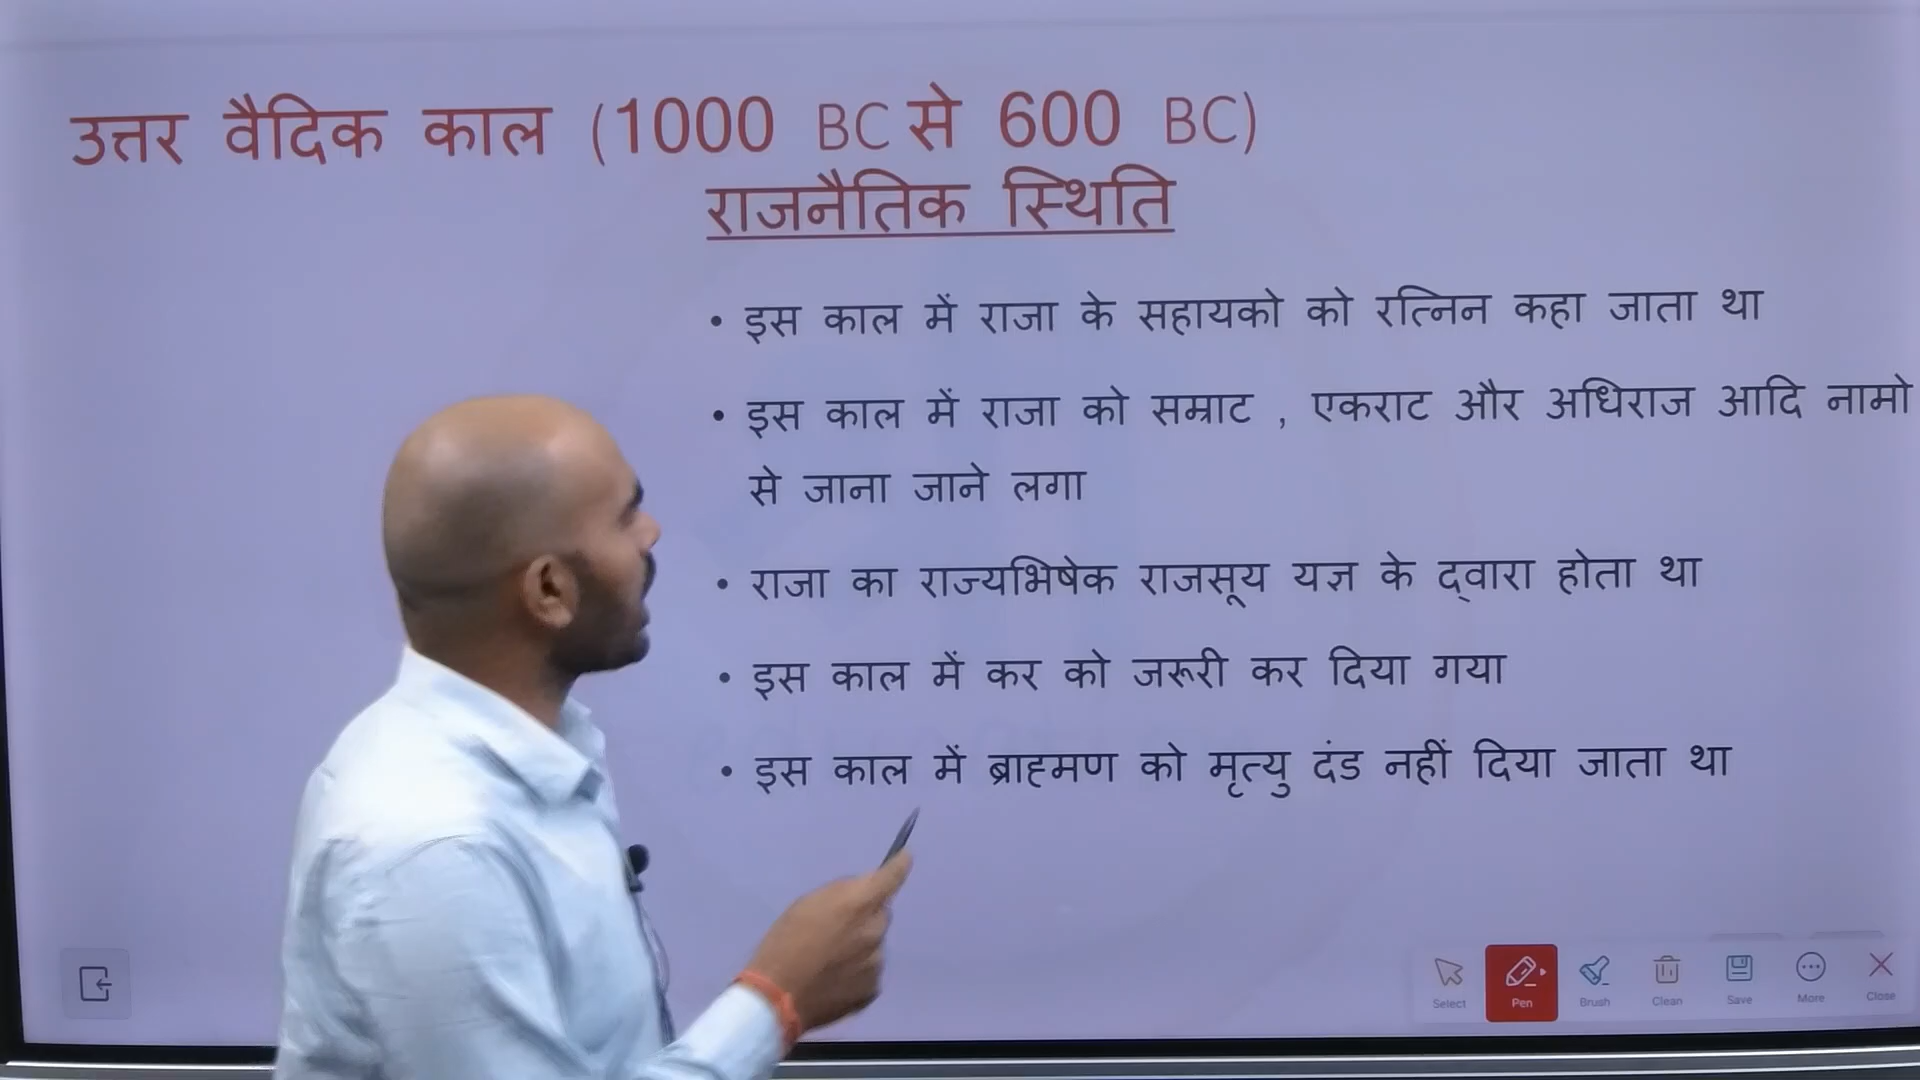 उत्तर वैदिक काल (1000 BC से 600 BC)
राजनैतिक स्थिति
• इस काल में राजा के सहायको को रत्निन कहा जाता था
• इस काल में राजा को सम्राट , एकराट और अधिराज आदि नामो
से जाना जाने लगा
• राजा का राज्यभिषेक राजसूय यज्ञ के द्वारा होता था
• इस काल में कर को जरूरी कर दिया गया
• इस काल में ब्राह्मण को मृत्यु दंड नहीं दिया जाता था
Select Pen Brush Clean Save More Close